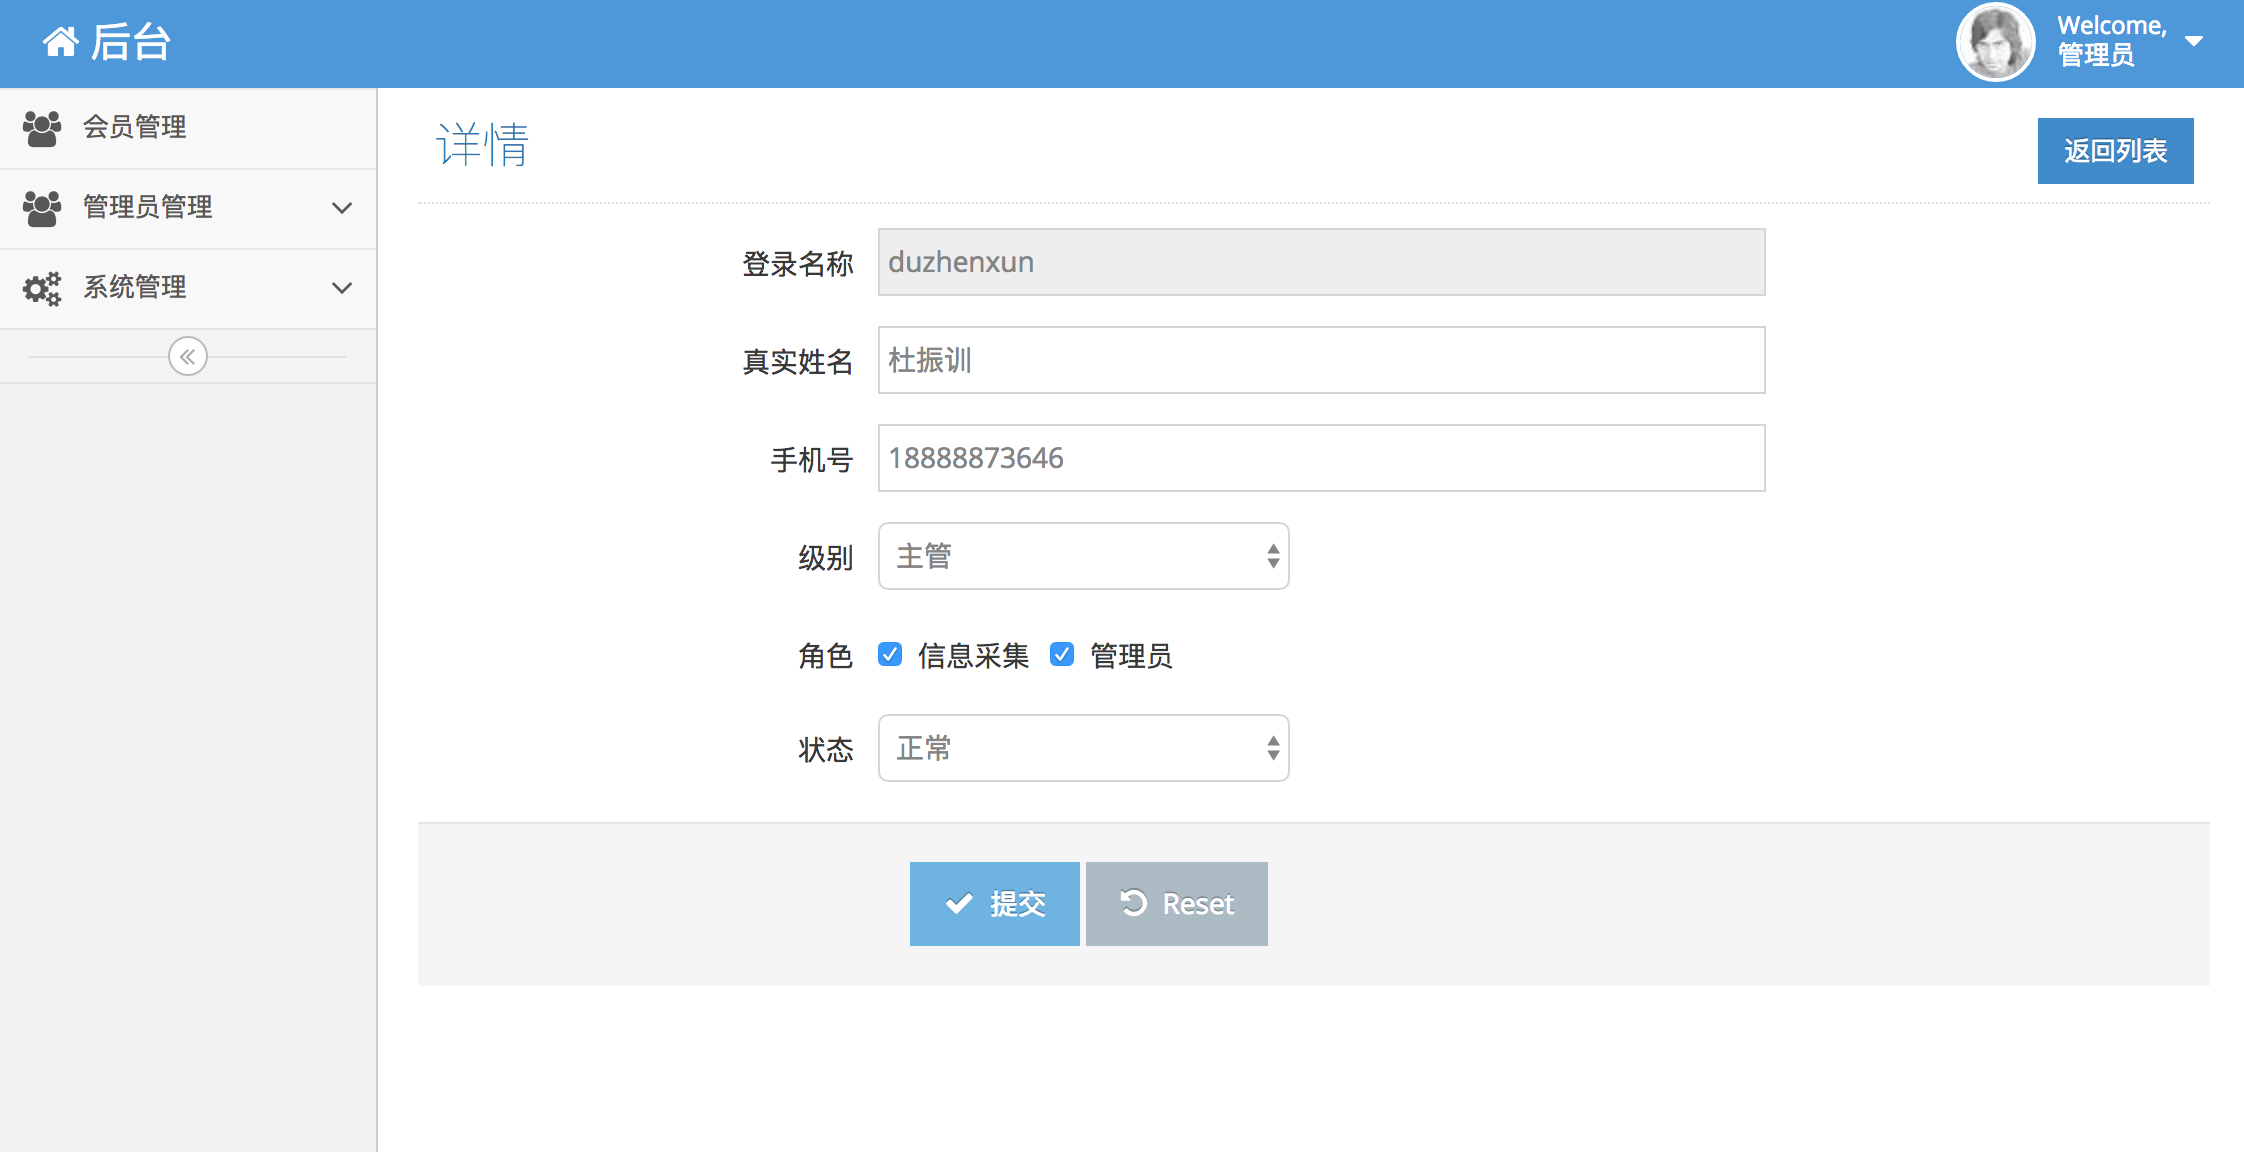 后台
Welcome,
管理员
会员管理
管理员管理
系统管理
详情
返回列表
登录名称 duzhenxun
真实姓名 杜振训
手机号 18888873646
级别 主管
角色 信息采集 管理员
状态 正常
提交 Reset